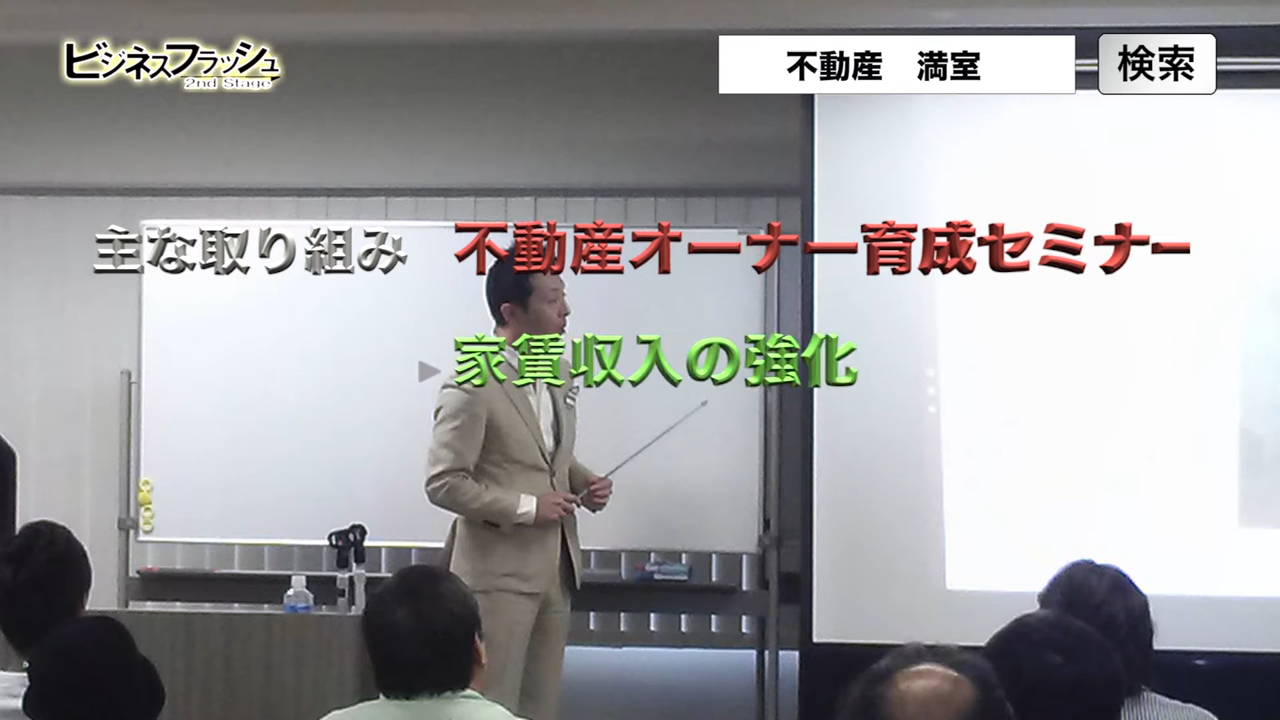 ビジネスフラッシュ
2nd Stage
不動産　満室
検索
主な取り組み　不動産オーナー育成セミナー
家賃収入の強化